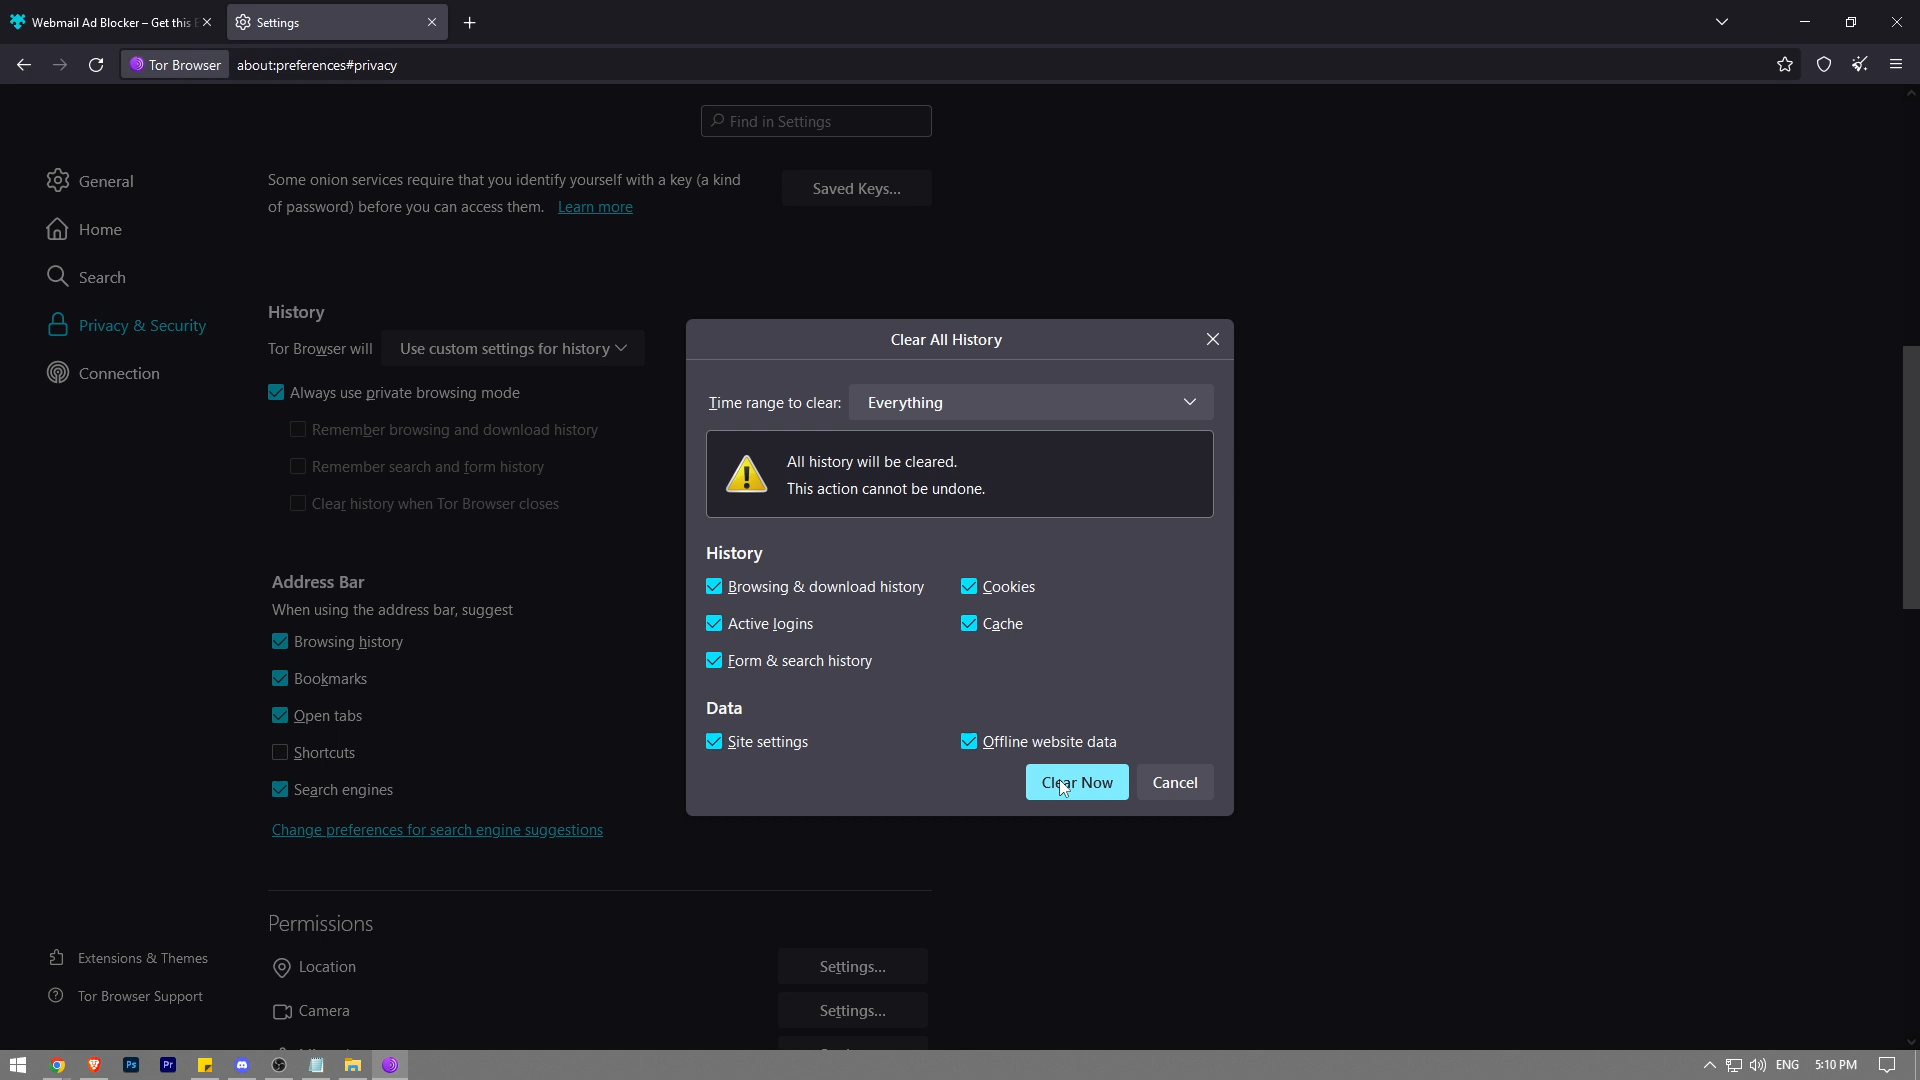 Webmail Ad Blocker – Get this
Settings
Tor Browser
about:preferences#privacy
Find in Settings
General
Home
Search
Privacy & Security
Connection
Extensions & Themes
Tor Browser Support
Some onion services require that you identify yourself with a key (a kind
of password) before you can access them. Learn more
Saved Keys...
History
Tor Browser will Use custom settings for history
Always use private browsing mode
Remember browsing and download history
Remember search and form history
Clear history when Tor Browser closes
Address Bar
When using the address bar, suggest
Browsing history
Bookmarks
Open tabs
Shortcuts
Search engines
Change preferences for search engine suggestions
Permissions
Location
Settings...
Camera
Settings...
Clear All History
Time range to clear: Everything
All history will be cleared.
This action cannot be undone.
History
Browsing & download history
Cookies
Active logins
Cache
Form & search history
Data
Site settings
Offline website data
Clear Now
Cancel
Ps
Pr
ENG
5:10 PM